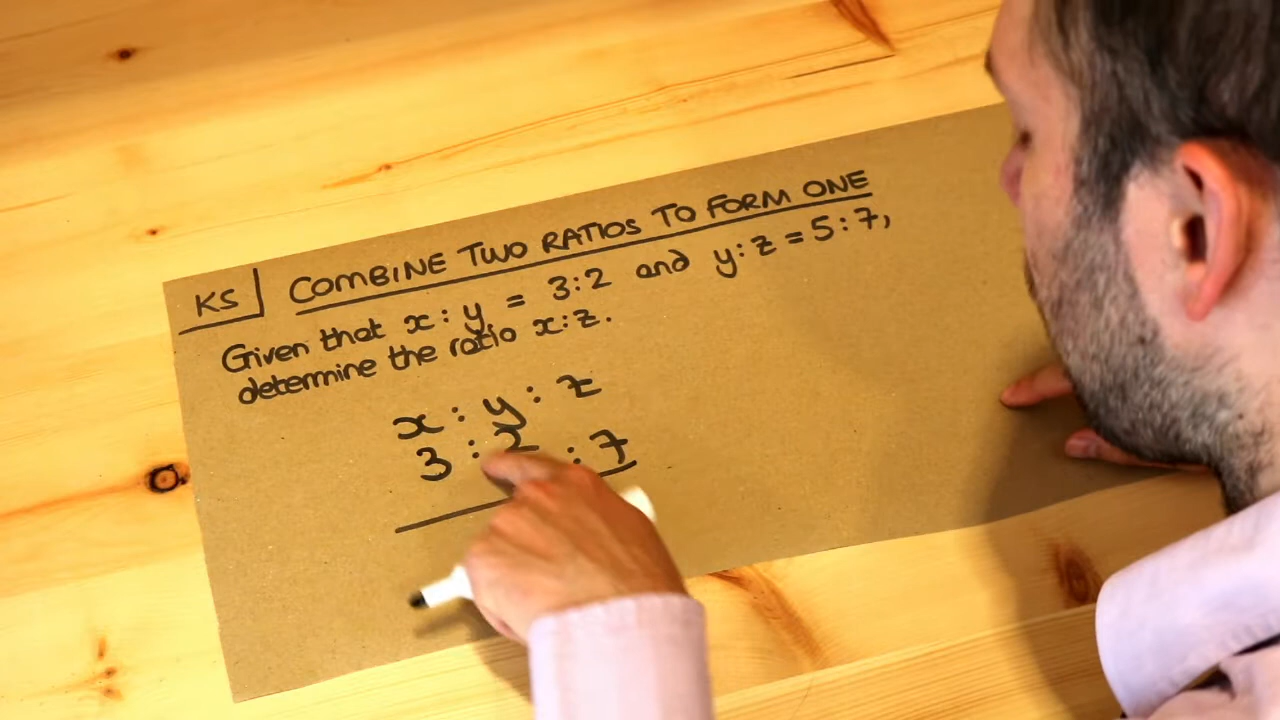 KS
COMBINE TWO RATIOS TO FORM ONE
Given that x : y = 3:2 and y:z = 5:7,
determine the ratio x:z.
x : y : z
3 : 2
: 7